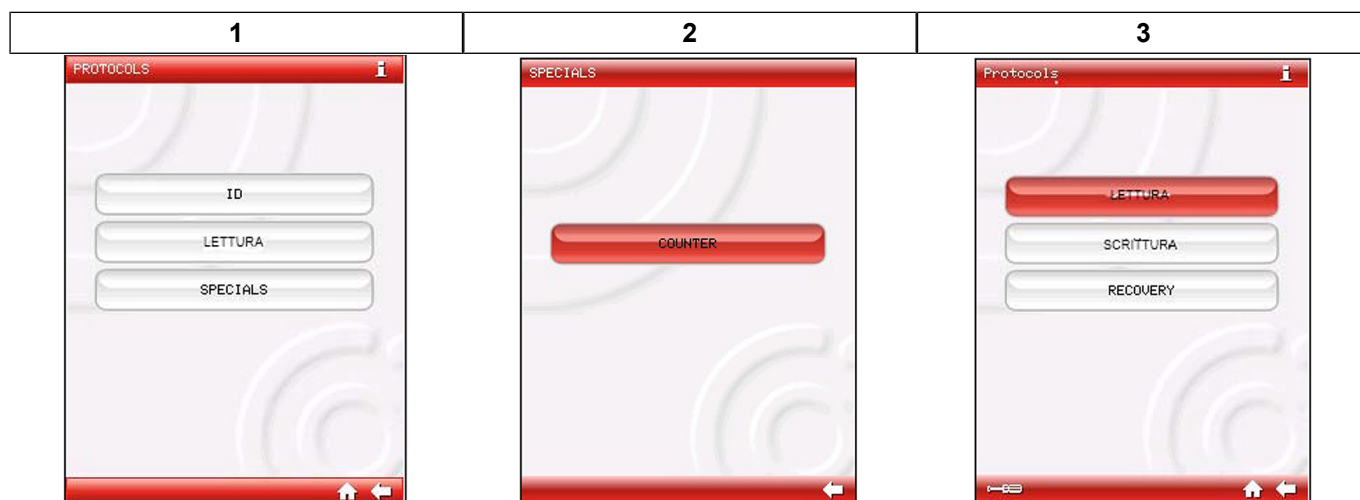 1
2
3
PROTOCOLS
ID
LETTURA
SPECIALS
SPECIALS
COUNTER
Protocols
LETTURA
SCRITTURA
RECOVERY